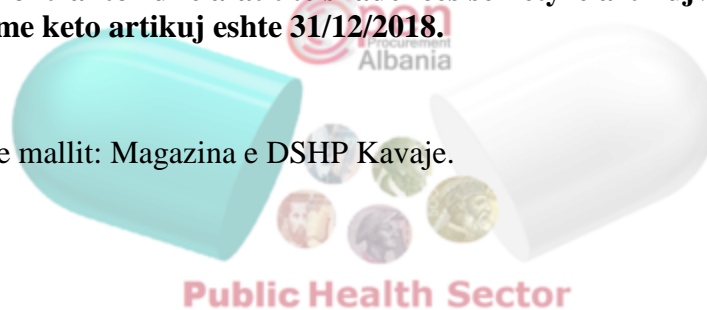 me keto artikuj eshte 31/12/2018.
Procurement
Albania
e mallit: Magazina e DSHP Kavaje.
Public Health Sector